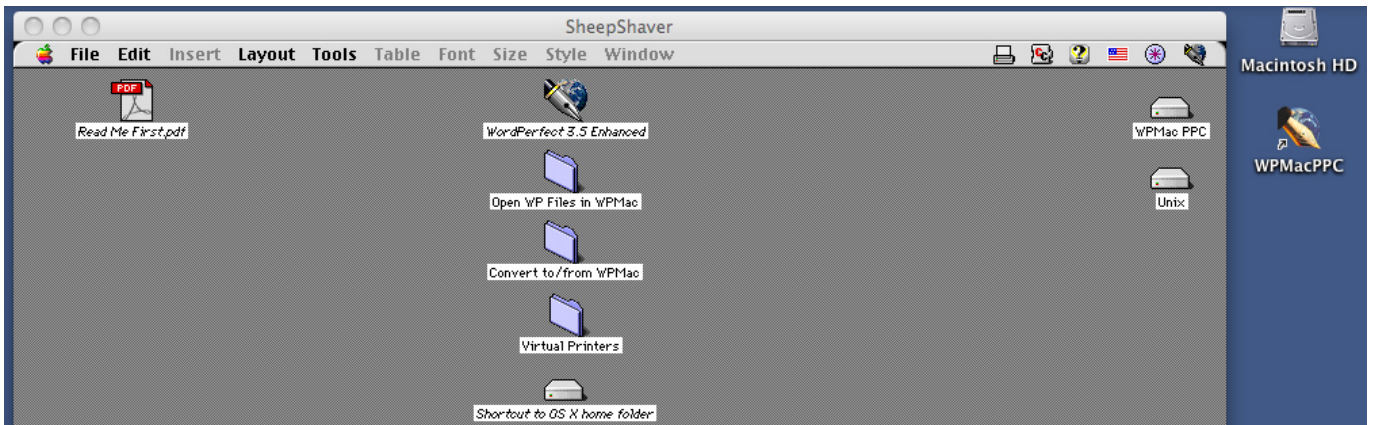 SheepShaver
File Edit Insert Layout Tools Table Font Size Style Window
Macintosh HD
PDF
Read Me First.pdf
WordPerfect 3.5 Enhanced
WPMac PPC
WPMacPPC
Open WP Files in WPMac
Unix
Convert to/from WPMac
Virtual Printers
Shortcut to OS X home folder